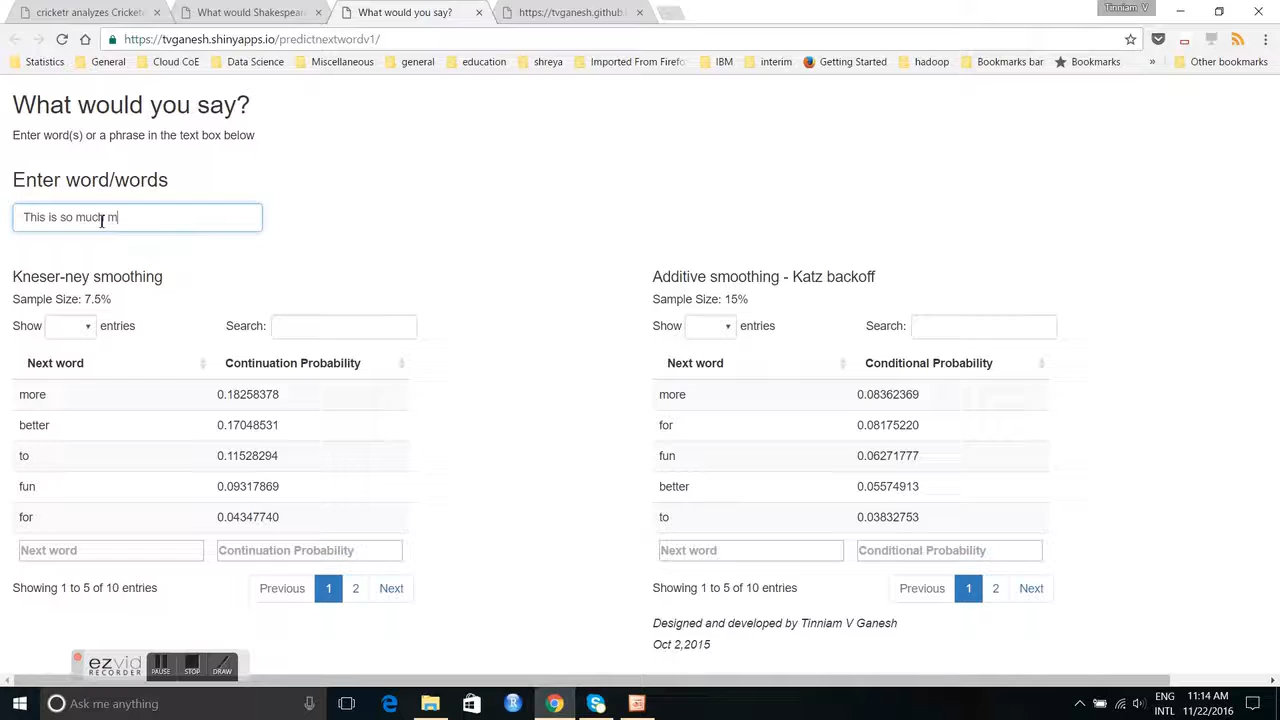 cricketr analyzes Crickete
What would Shakespear
What would you say?
https://tvganesh.github.i
Tinniam V
https://tvganesh.shinyapps.io/predictnextwordv1/
Statistics General Cloud CoE Data Science Miscellaneous general education shreya Imported From Firefo IBM interim Getting Started hadoop Bookmarks bar Bookmarks » Other bookmarks
What would you say?
Enter word(s) or a phrase in the text box below
Enter word/words
This is so much m
Kneser-ney smoothing
Sample Size: 7.5%
Show entries Search:
Next word Continuation Probability
more 0.18258378
better 0.17048531
to 0.11528294
fun 0.09317869
for 0.04347740
Next word Continuation Probability
Showing 1 to 5 of 10 entries Previous 1 2 Next
Additive smoothing - Katz backoff
Sample Size: 15%
Show entries Search:
Next word Conditional Probability
more 0.08362369
for 0.08175220
fun 0.06271777
better 0.05574913
to 0.03832753
Next word Conditional Probability
Showing 1 to 5 of 10 entries Previous 1 2 Next
Designed and developed by Tinniam V Ganesh
Oct 2,2015
ezvid
RECORDER
PAUSE STOP DRAW
Ask me anything
ENG 11:14 AM
INTL 11/22/2016